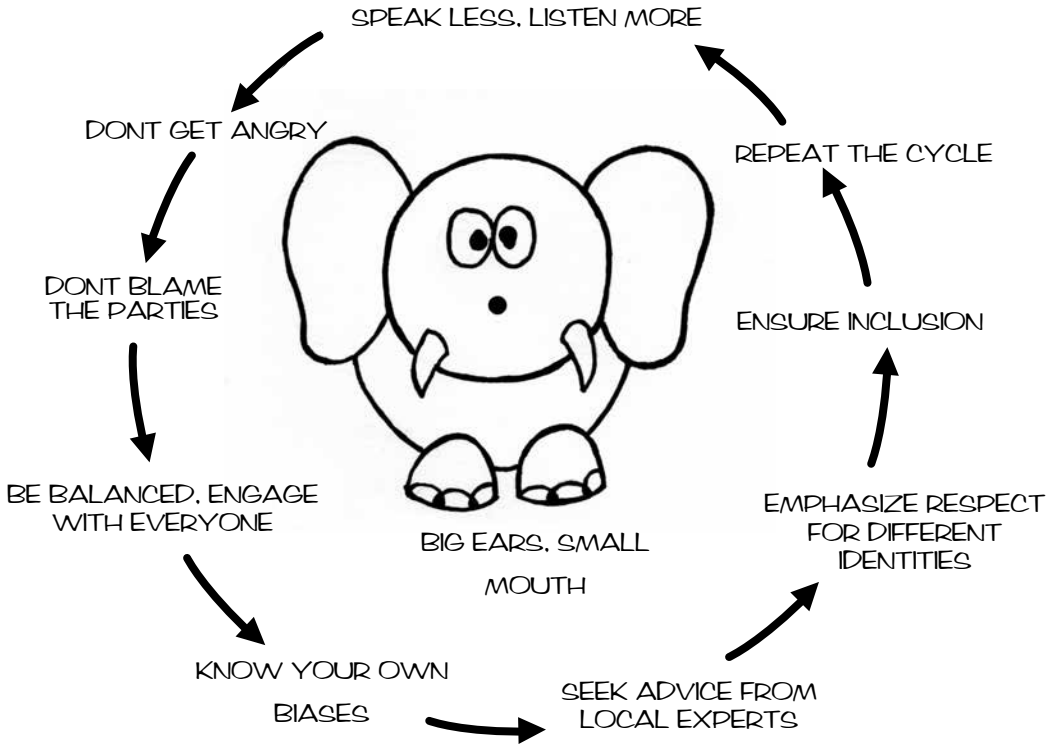 SPEAK LESS, LISTEN MORE
DONT GET ANGRY
DONT BLAME
THE PARTIES
BE BALANCED, ENGAGE
WITH EVERYONE
KNOW YOUR OWN
BIASES
SEEK ADVICE FROM
LOCAL EXPERTS
EMPHASIZE RESPECT
FOR DIFFERENT
IDENTITIES
ENSURE INCLUSION
REPEAT THE CYCLE
BIG EARS, SMALL
MOUTH